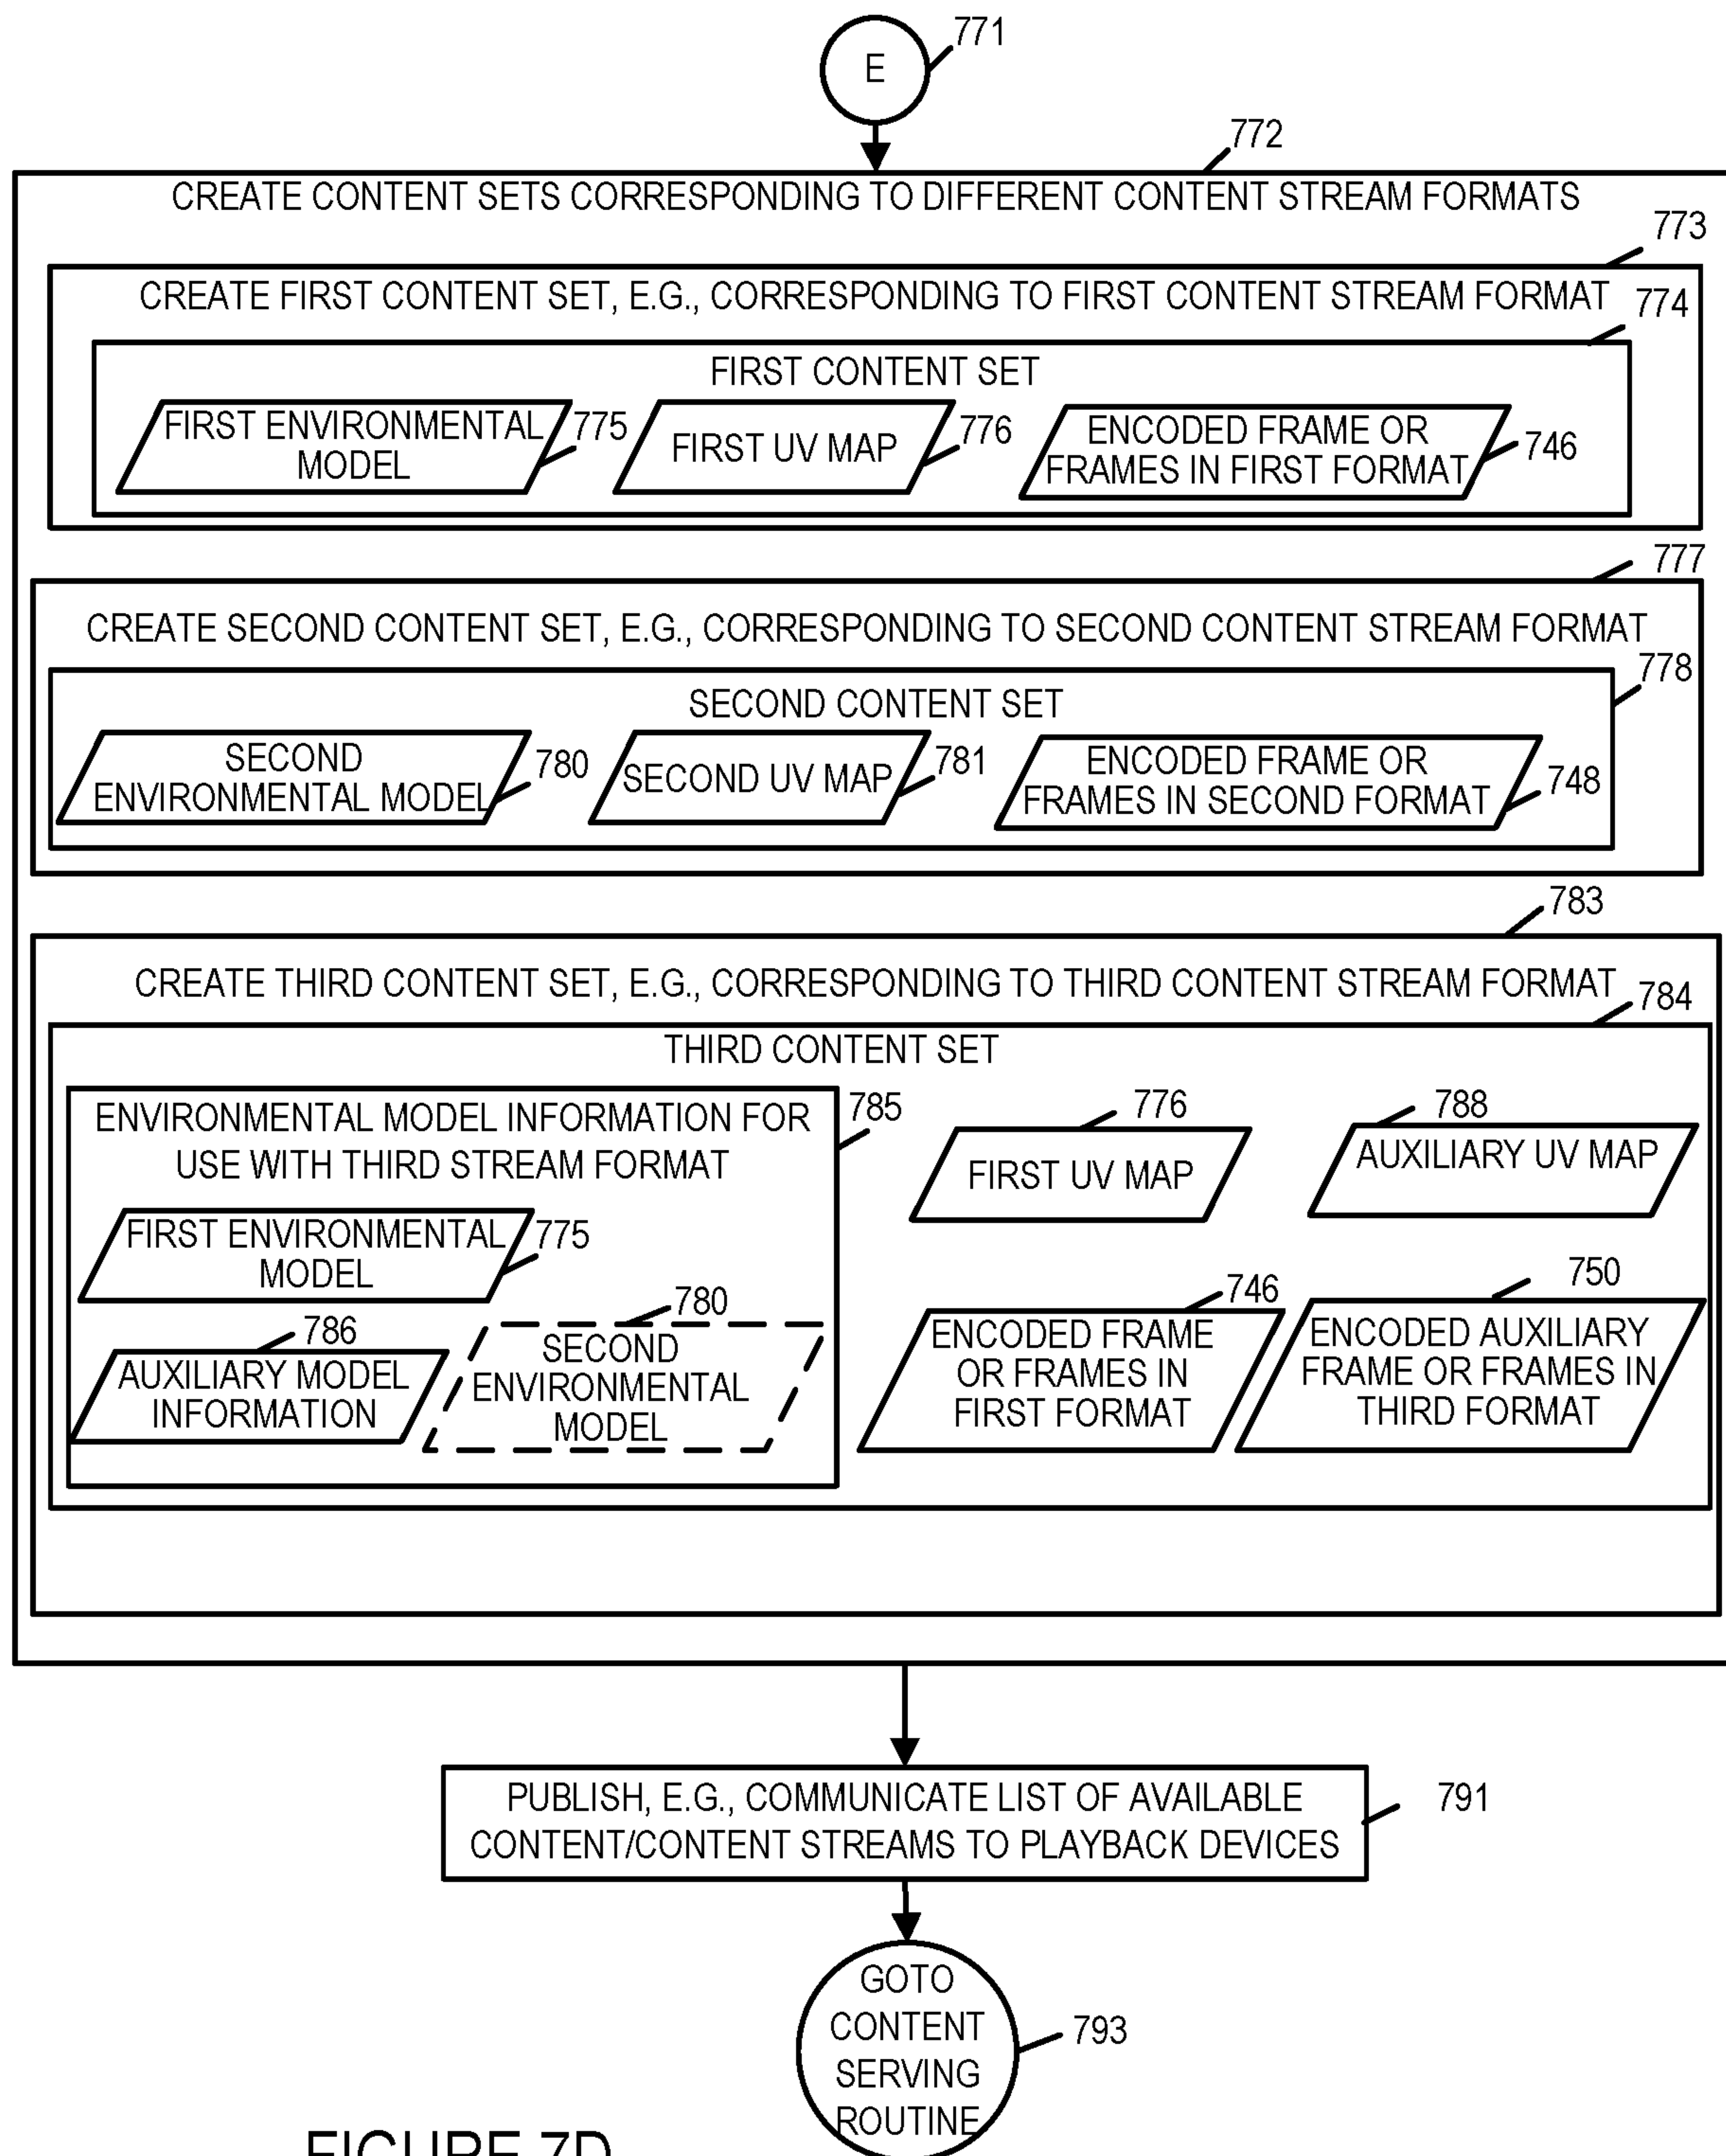 771
E
772
CREATE CONTENT SETS CORRESPONDING TO DIFFERENT CONTENT STREAM FORMATS
773
CREATE FIRST CONTENT SET, E.G., CORRESPONDING TO FIRST CONTENT STREAM FORMAT
774
FIRST CONTENT SET
FIRST ENVIRONMENTAL
MODEL
775
FIRST UV MAP
776
ENCODED FRAME OR
FRAMES IN FIRST FORMAT
746
777
CREATE SECOND CONTENT SET, E.G., CORRESPONDING TO SECOND CONTENT STREAM FORMAT
778
SECOND CONTENT SET
SECOND
ENVIRONMENTAL MODEL
780
SECOND UV MAP
781
ENCODED FRAME OR
FRAMES IN SECOND FORMAT
748
783
CREATE THIRD CONTENT SET, E.G., CORRESPONDING TO THIRD CONTENT STREAM FORMAT
784
THIRD CONTENT SET
ENVIRONMENTAL MODEL INFORMATION FOR
USE WITH THIRD STREAM FORMAT
785
FIRST ENVIRONMENTAL
MODEL
775
786
AUXILIARY MODEL
INFORMATION
780
SECOND
ENVIRONMENTAL
MODEL
776
FIRST UV MAP
788
AUXILIARY UV MAP
746
ENCODED FRAME
OR FRAMES IN
FIRST FORMAT
750
ENCODED AUXILIARY
FRAME OR FRAMES IN
THIRD FORMAT
PUBLISH, E.G., COMMUNICATE LIST OF AVAILABLE
CONTENT/CONTENT STREAMS TO PLAYBACK DEVICES
791
GOTO
CONTENT
SERVING
ROUTINE
793
FIGURE 7D